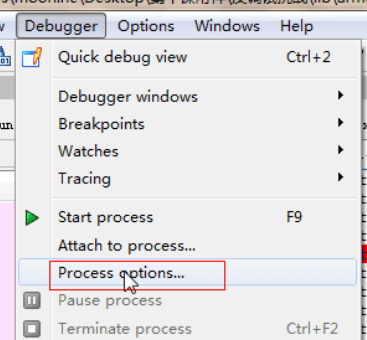 Debugger Options Windows Help
Quick debug view Ctrl+2
Debugger windows
Breakpoints
Watches
Tracing
Start process F9
Attach to process...
Process options...
Pause process
Terminate process Ctrl+F2